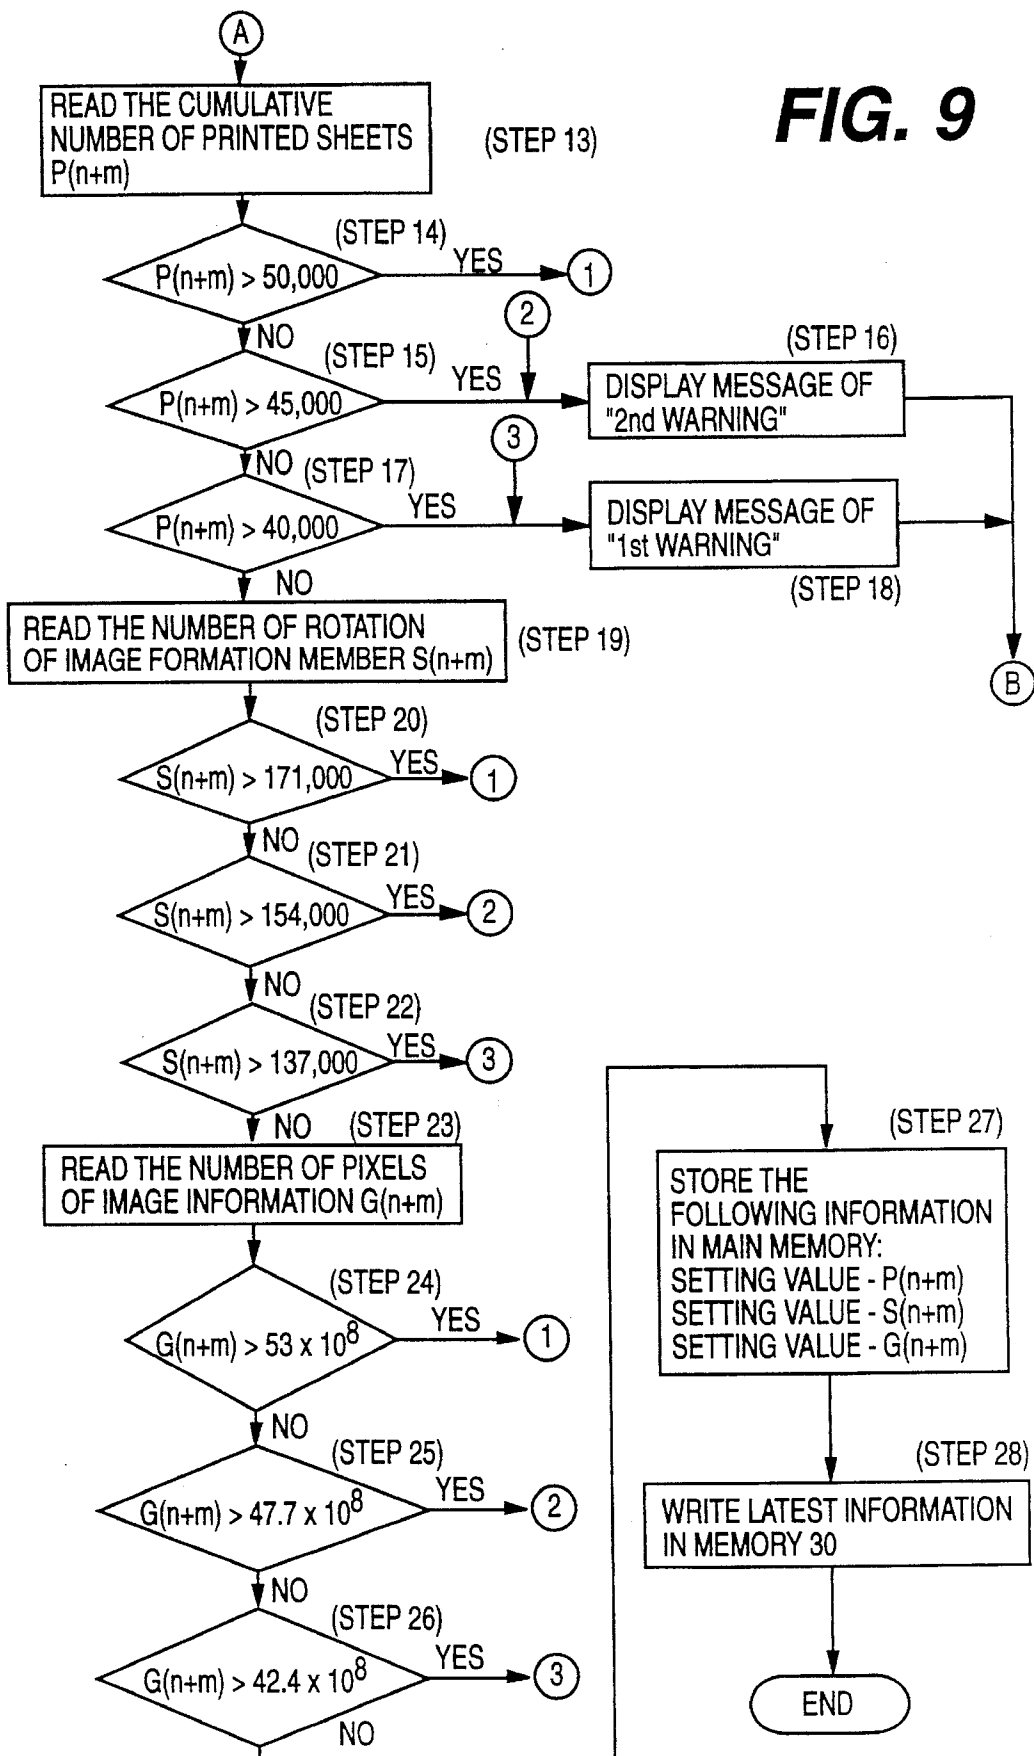 A
FIG. 9
READ THE CUMULATIVE
NUMBER OF PRINTED SHEETS
P(n+m)
(STEP 13)
(STEP 14)
P(n+m) > 50,000
YES
1
NO
2
(STEP 15)
P(n+m) > 45,000
YES
(STEP 16)
DISPLAY MESSAGE OF
"2nd WARNING"
NO
3
(STEP 17)
P(n+m) > 40,000
YES
DISPLAY MESSAGE OF
"1st WARNING"
(STEP 18)
NO
B
READ THE NUMBER OF ROTATION
OF IMAGE FORMATION MEMBER S(n+m)
(STEP 19)
(STEP 20)
S(n+m) > 171,000
YES
1
NO
(STEP 21)
S(n+m) > 154,000
YES
2
NO
(STEP 22)
S(n+m) > 137,000
YES
3
NO
(STEP 23)
READ THE NUMBER OF PIXELS
OF IMAGE INFORMATION G(n+m)
(STEP 24)
G(n+m) > 53 x 10⁸
YES
1
NO
(STEP 25)
G(n+m) > 47.7 x 10⁸
YES
2
NO
(STEP 26)
G(n+m) > 42.4 x 10⁸
YES
3
NO
(STEP 27)
STORE THE
FOLLOWING INFORMATION
IN MAIN MEMORY:
SETTING VALUE - P(n+m)
SETTING VALUE - S(n+m)
SETTING VALUE - G(n+m)
(STEP 28)
WRITE LATEST INFORMATION
IN MEMORY 30
END